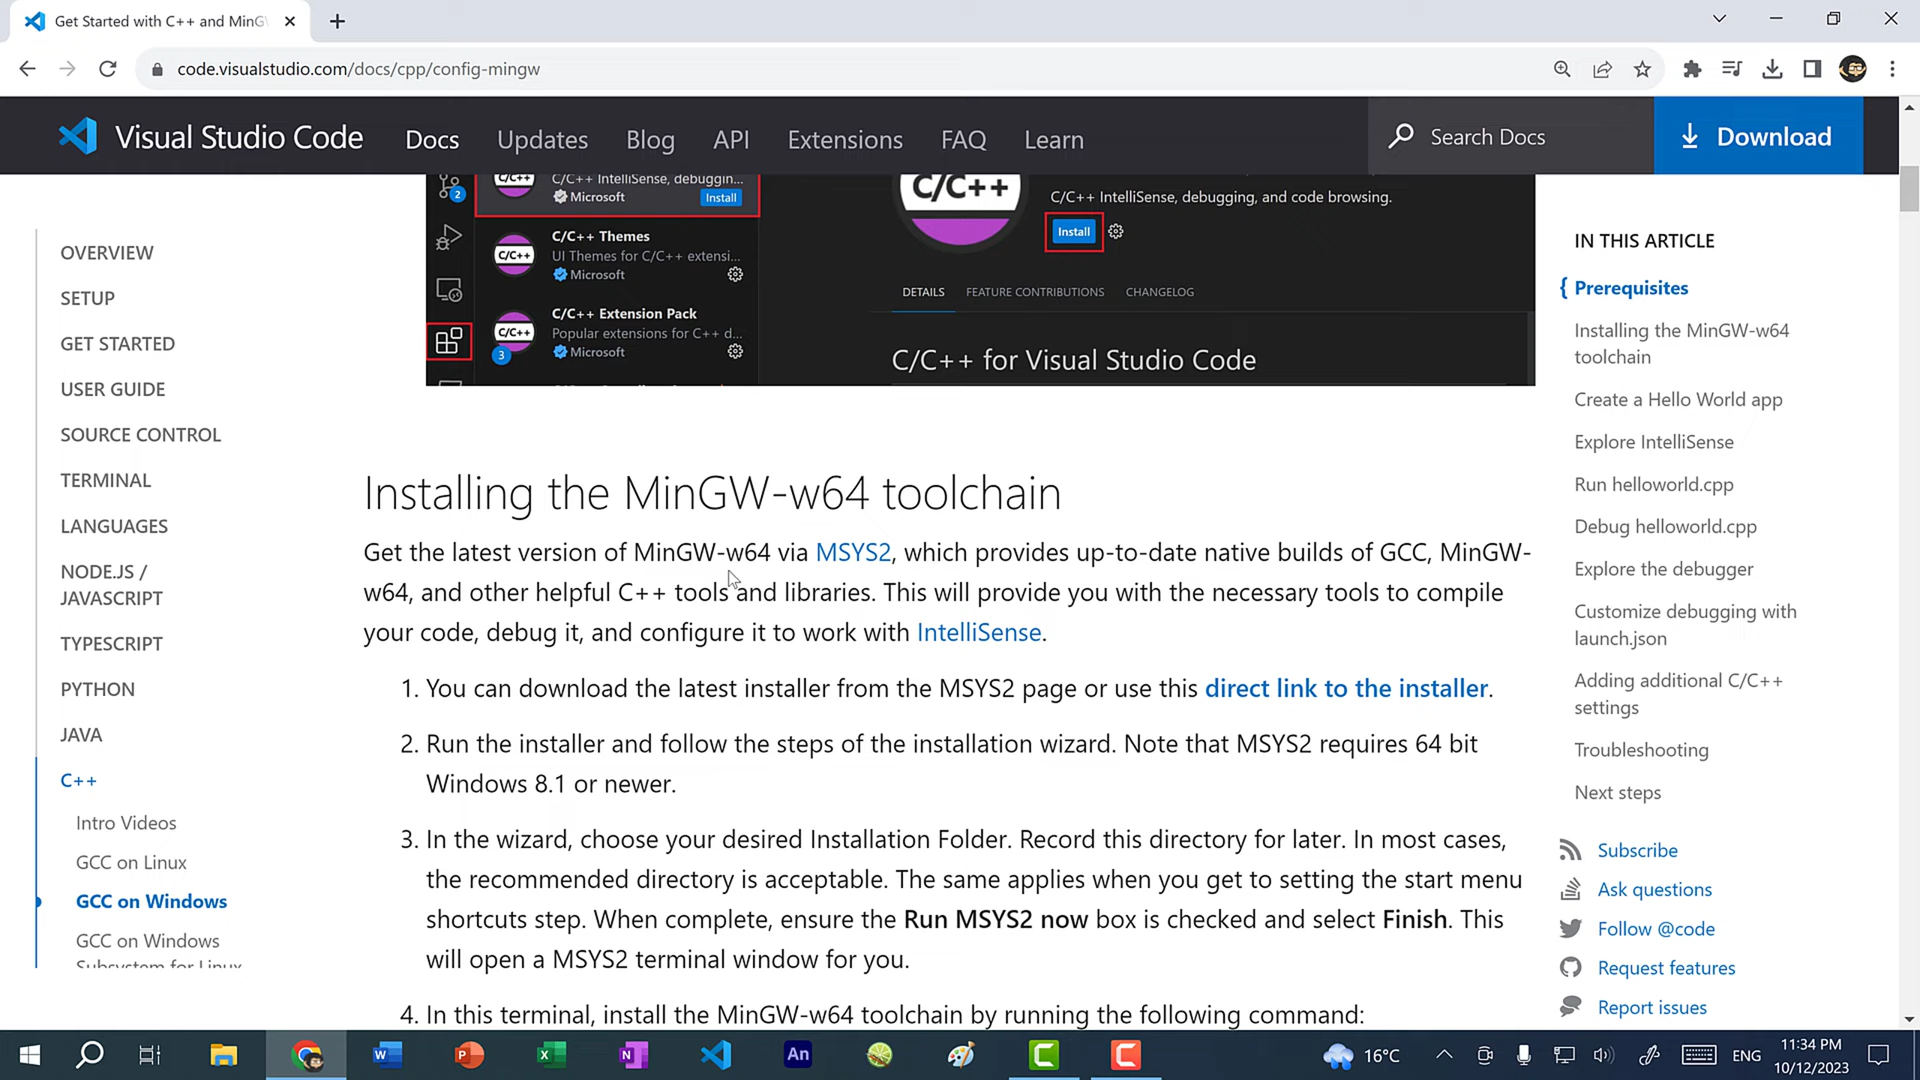 Get Started with C++ and MinG
code.visualstudio.com/docs/cpp/config-mingw
Visual Studio Code
Docs
Updates
Blog
API
Extensions
FAQ
Learn
Search Docs
Download
OVERVIEW
SETUP
GET STARTED
USER GUIDE
SOURCE CONTROL
TERMINAL
LANGUAGES
NODE.JS /
JAVASCRIPT
TYPESCRIPT
PYTHON
JAVA
C++
Intro Videos
GCC on Linux
GCC on Windows
GCC on Windows
Subsystem for Linux
2
C/C++
C/C++ IntelliSense, debuggin...
Microsoft
Install
C/C++
C/C++ Themes
UI Themes for C/C++ extensi...
Microsoft
C/C++
3
C/C++ Extension Pack
Popular extensions for C++ d...
Microsoft
C/C++
C/C++ IntelliSense, debugging, and code browsing.
Install
DETAILS
FEATURE CONTRIBUTIONS
CHANGELOG
C/C++ for Visual Studio Code
Installing the MinGW-w64 toolchain
Get the latest version of MinGW-w64 via MSYS2, which provides up-to-date native builds of GCC, MinGW-
w64, and other helpful C++ tools and libraries. This will provide you with the necessary tools to compile
your code, debug it, and configure it to work with IntelliSense.
1. You can download the latest installer from the MSYS2 page or use this direct link to the installer.
2. Run the installer and follow the steps of the installation wizard. Note that MSYS2 requires 64 bit
Windows 8.1 or newer.
3. In the wizard, choose your desired Installation Folder. Record this directory for later. In most cases,
the recommended directory is acceptable. The same applies when you get to setting the start menu
shortcuts step. When complete, ensure the Run MSYS2 now box is checked and select Finish. This
will open a MSYS2 terminal window for you.
4. In this terminal, install the MinGW-w64 toolchain by running the following command:
IN THIS ARTICLE
Prerequisites
Installing the MinGW-w64
toolchain
Create a Hello World app
Explore IntelliSense
Run helloworld.cpp
Debug helloworld.cpp
Explore the debugger
Customize debugging with
launch.json
Adding additional C/C++
settings
Troubleshooting
Next steps
Subscribe
Ask questions
Follow @code
Request features
Report issues
An
16°C
ENG
11:34 PM
10/12/2023